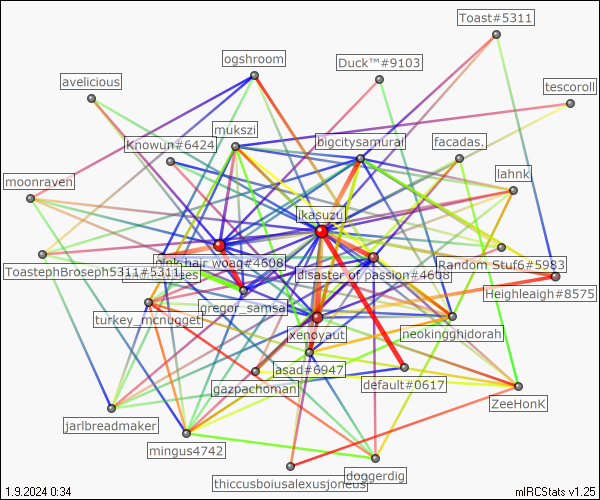 Toast#5311
ogshroom
Duck™#9103
avelicious
tescoroll
mukszi
bigcitysamurai
facadas.
Knowun#6424
lahnk
moonraven
ikasuzu
pink hair woag#4608
disaster of passion#4608
Random Stuf6#5983
ToastephBroseph5311#5311
Heighleaigh#8575
gregor_samsa
turkey_mcnugget
xenoyaut
neokingghidorah
asad#6947
default#0617
gazpachoman
ZeeHonK
jarlbreadmaker
mingus4742
doggerdig
thiccusboiusalexusjoneus
1.9.2024 0:34
mIRCStats v1.25